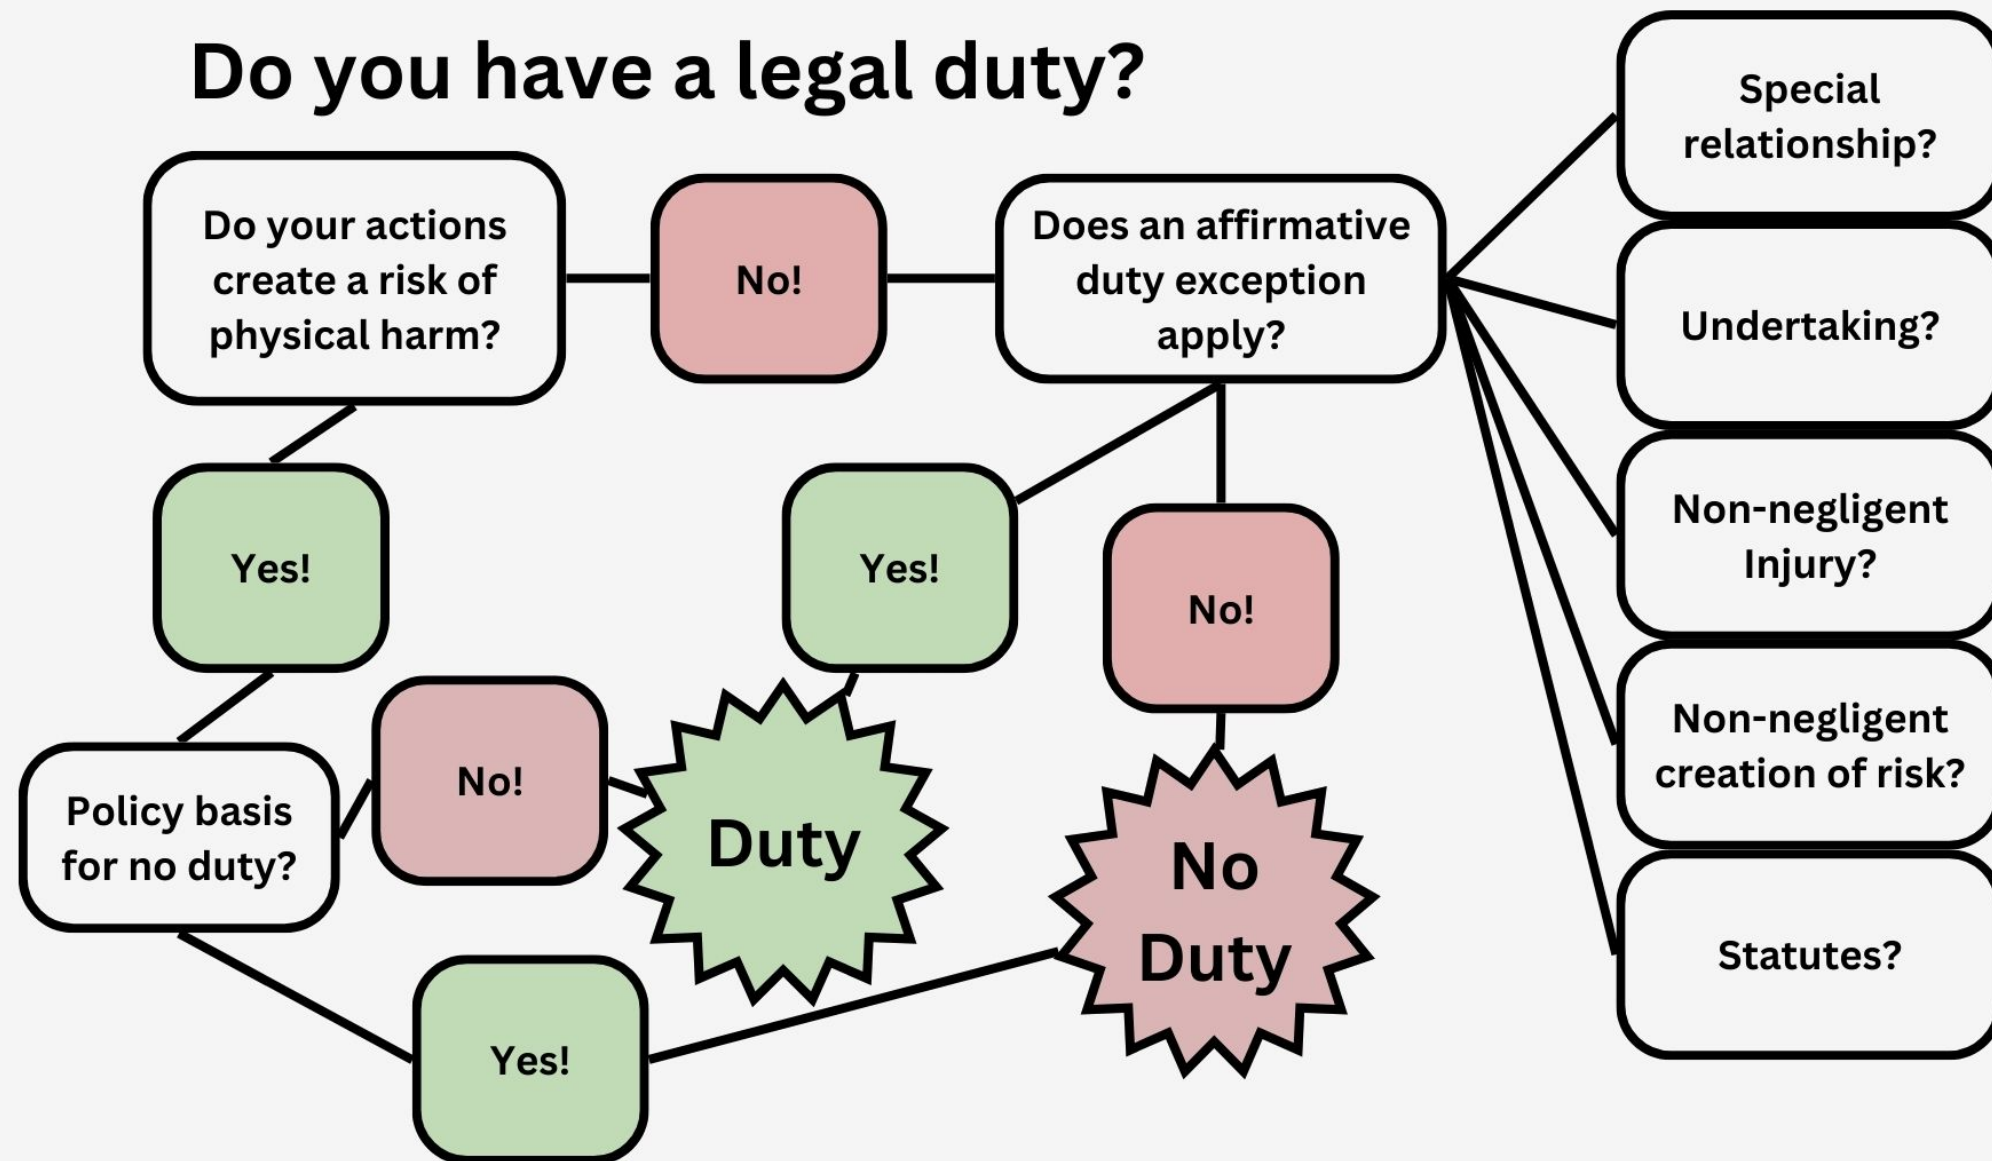 Do you have a legal duty?
Do your actions
create a risk of
physical harm?
No!
Does an affirmative
duty exception
apply?
Special
relationship?
Undertaking?
Non-negligent
Injury?
Non-negligent
creation of risk?
Statutes?
Yes!
Yes!
No!
Policy basis
for no duty?
No!
Duty
No
Duty
Yes!